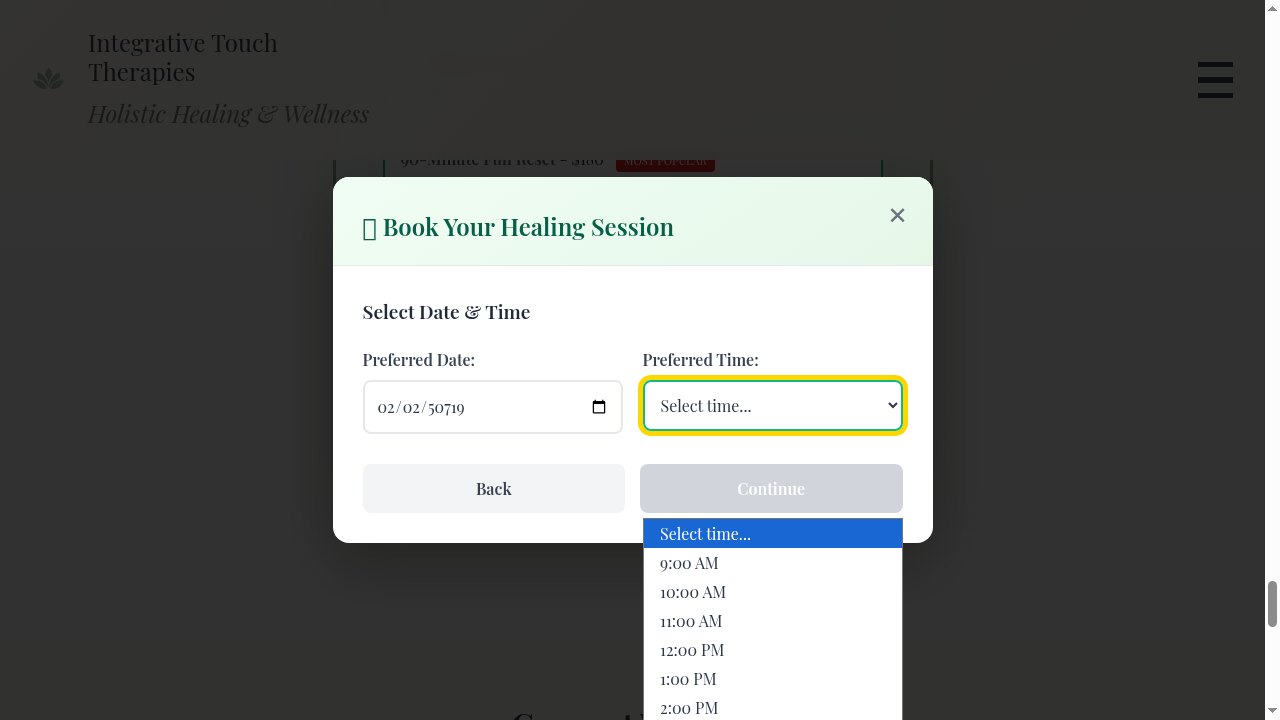 Integrative Touch
Therapies
Holistic Healing & Wellness
90-Minute Full Reset - $180 MOST POPULAR
Book Your Healing Session
Select Date & Time
Preferred Date: Preferred Time:
02/02/50719 Select time...
Back Continue
Select time...
9:00 AM
10:00 AM
11:00 AM
12:00 PM
1:00 PM
2:00 PM